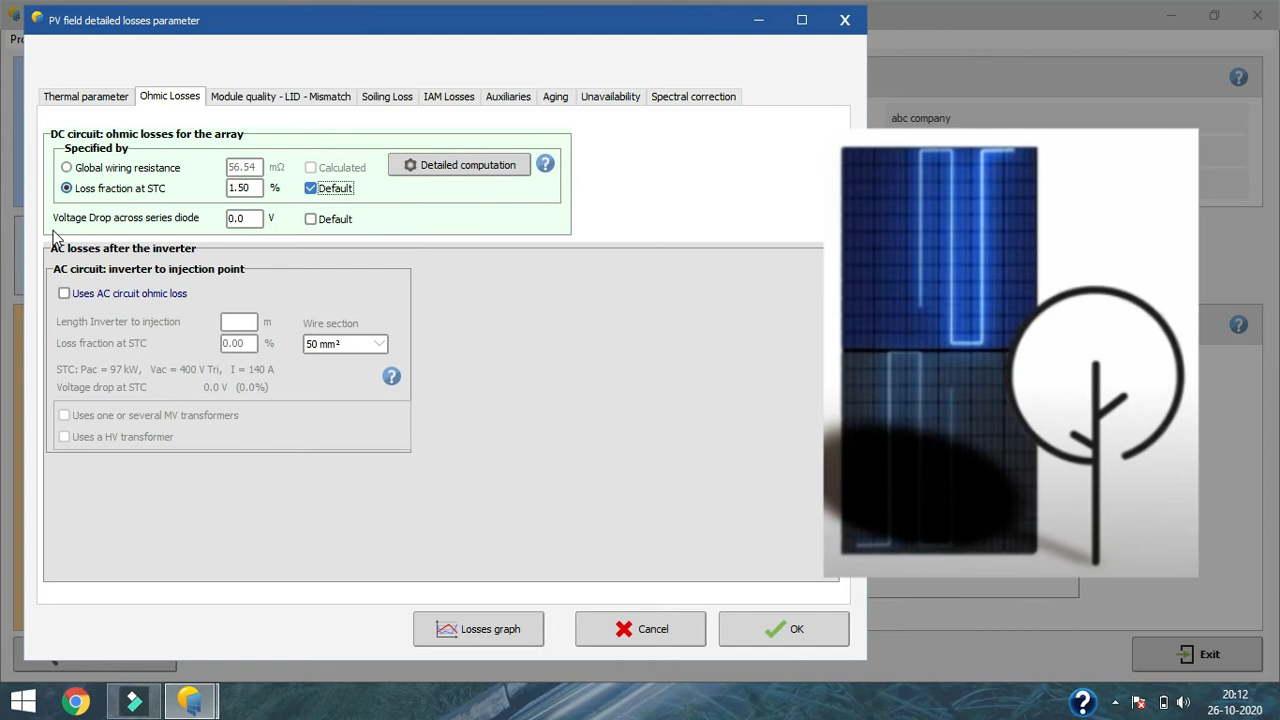 PV field detailed losses parameter
Pro
Thermal parameter Ohmic Losses Module quality - LID - Mismatch Soiling Loss IAM Losses Auxiliaries Aging Unavailability Spectral correction
abc company
DC circuit: ohmic losses for the array
Specified by
Global wiring resistance 56.54 mΩ Calculated Detailed computation
Loss fraction at STC 1.50 % Default
Voltage Drop across series diode 0.0 V Default
AC losses after the inverter
AC circuit: inverter to injection point
Uses AC circuit ohmic loss
Length Inverter to injection m Wire section
Loss fraction at STC 0.00 % 50 mm²
STC: Pac = 97 kW, Vac = 400 V Tri, I = 140 A
Voltage drop at STC 0.0 V (0.0%)
Uses one or several MV transformers
Uses a HV transformer
Losses graph Cancel OK
Exit
20:12
26-10-2020